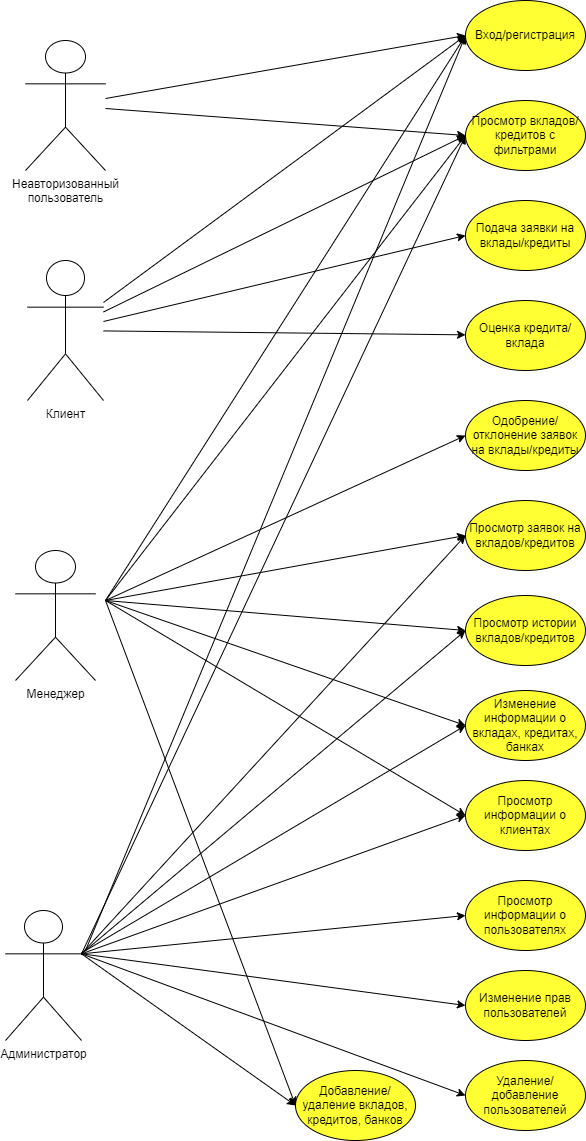 Вход/регистрация
Просмотр вкладов/
кредитов с
фильтрами
Неавторизованный
пользователь
Подача заявки на
вклады/кредиты
Оценка кредита/
вклада
Клиент
Одобрение/
отклонение заявок
на вклады/кредиты
Просмотр заявок на
вкладов/кредитов
Просмотр истории
вкладов/кредитов
Менеджер
Изменение
информации о
вкладах, кредитах,
банках
Просмотр
информации о
клиентах
Просмотр
информации о
пользователях
Изменение прав
пользователей
Администратор
Удаление/
добавление
пользователей
Добавление/
удаление вкладов,
кредитов, банков